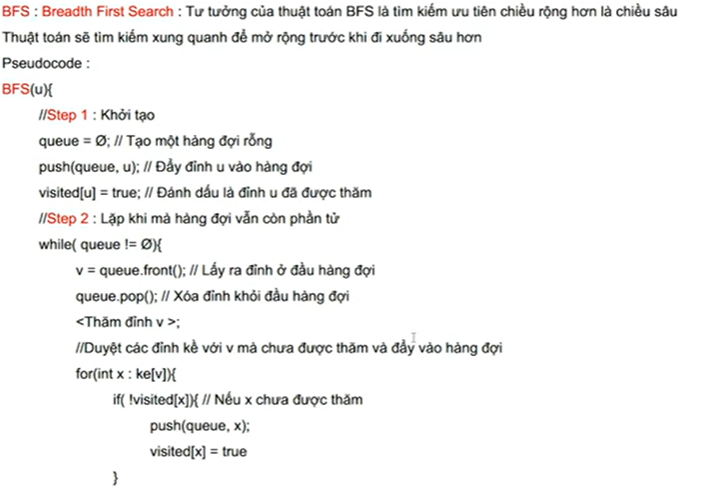 BFS : Breadth First Search : Tư tưởng của thuật toán BFS là tìm kiếm ưu tiên chiều rộng hơn là chiều sâu
Thuật toán sẽ tìm kiếm xung quanh để mở rộng trước khi đi xuống sâu hơn
Pseudocode :
BFS(u){
//Step 1 : Khởi tạo
queue = Ø; // Tạo một hàng đợi rỗng
push(queue, u); // Đẩy đỉnh u vào hàng đợi
visited[u] = true; // Đánh dấu là đỉnh u đã được thăm
//Step 2 : Lặp khi mà hàng đợi vẫn còn phần tử
while( queue != Ø){
v = queue.front(); // Lấy ra đỉnh ở đầu hàng đợi
queue.pop(); // Xóa đỉnh khỏi đầu hàng đợi
<Thăm đỉnh v >;
//Duyệt các đỉnh kề với v mà chưa được thăm và đẩy vào hàng đợi
for(int x : ke[v]){
if( !visited[x]){ // Nếu x chưa được thăm
push(queue, x);
visited[x] = true
}